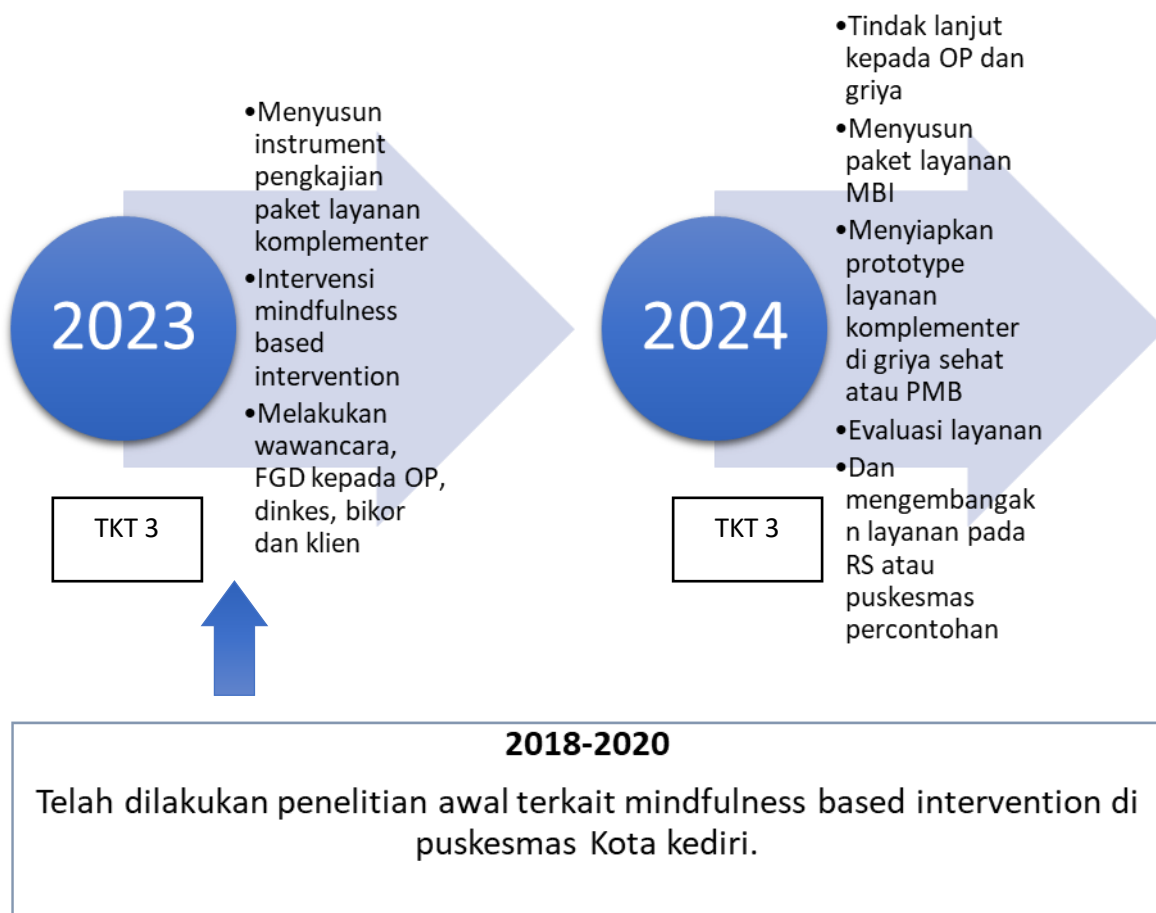 2023
•Menyusun
instrument
pengkajian
paket layanan
komplementer
•Intervensi
mindfulness
based
intervention
•Melakukan
wawancara,
FGD kepada OP,
dinkes, bikor
dan klien
TKT 3
2024
•Tindak lanjut
kepada OP dan
griya
•Menyusun
paket layanan
MBI
•Menyiapkan
prototype
layanan
komplementer
di griya sehat
atau PMB
•Evaluasi layanan
•Dan
mengembangak
n layanan pada
RS atau
puskesmas
percontohan
TKT 3
2018-2020
Telah dilakukan penelitian awal terkait mindfulness based intervention di
puskesmas Kota kediri.